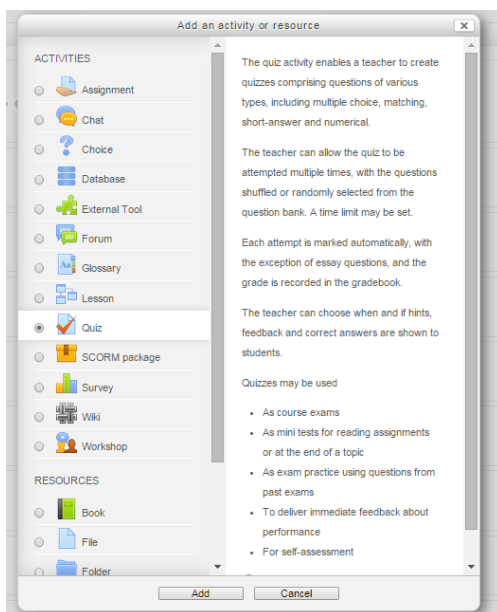 Add an activity or resource
ACTIVITIES
Assignment
Chat
Choice
Database
External Tool
Forum
Glossary
Lesson
Quiz
SCORM package
Survey
Wiki
Workshop
RESOURCES
Book
File
Folder
The quiz activity enables a teacher to create
quizzes comprising questions of various
types, including multiple choice, matching,
short-answer and numerical.
The teacher can allow the quiz to be
attempted multiple times, with the questions
shuffled or randomly selected from the
question bank. A time limit may be set.
Each attempt is marked automatically, with
the exception of essay questions, and the
grade is recorded in the gradebook.
The teacher can choose when and if hints,
feedback and correct answers are shown to
students.
Quizzes may be used
• As course exams
• As mini tests for reading assignments
or at the end of a topic
• As exam practice using questions from
past exams
• To deliver immediate feedback about
performance
• For self-assessment
Add
Cancel